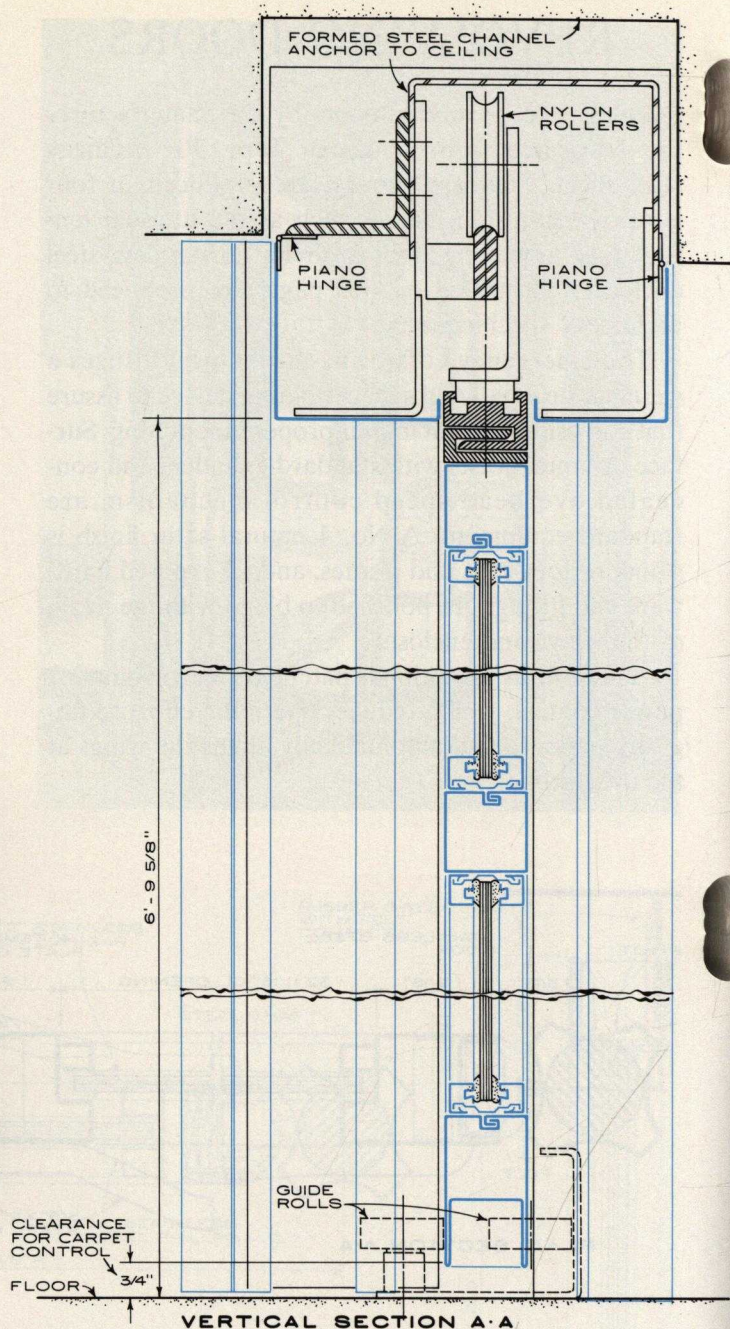 FORMED STEEL CHANNEL
ANCHOR TO CEILING
NYLON
ROLLERS
PIANO
HINGE
PIANO
HINGE
6'-9 5/8"
GUIDE
ROLLS
CLEARANCE
FOR CARPET
CONTROL
3/4"
FLOOR
VERTICAL SECTION A·A